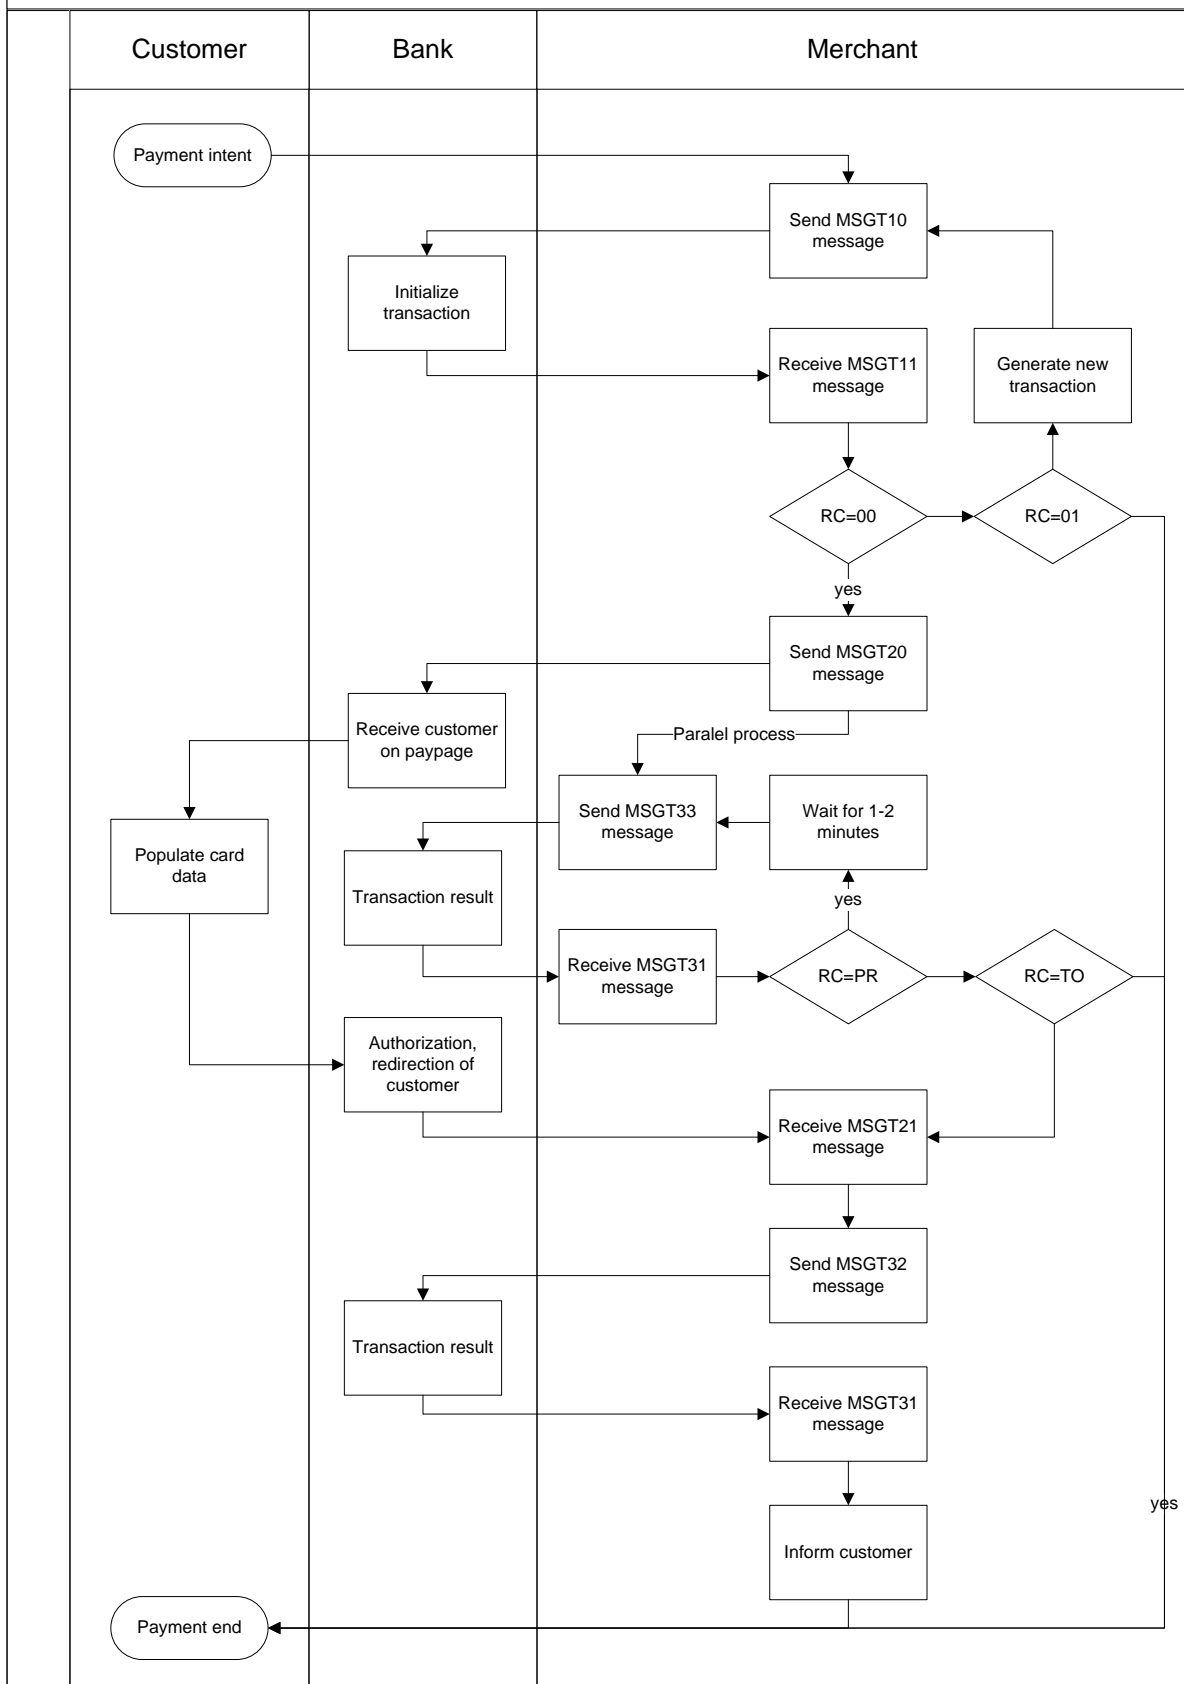 Customer
Bank
Merchant
Payment intent
Send MSGT10
message
Initialize
transaction
Receive MSGT11
message
Generate new
transaction
RC=00
RC=01
yes
Send MSGT20
message
Receive customer
on paypage
Paralel process
Send MSGT33
message
Wait for 1-2
minutes
Populate card
data
Transaction result
yes
Receive MSGT31
message
RC=PR
RC=TO
Authorization,
redirection of
customer
Receive MSGT21
message
Send MSGT32
message
Transaction result
Receive MSGT31
message
yes
Inform customer
Payment end